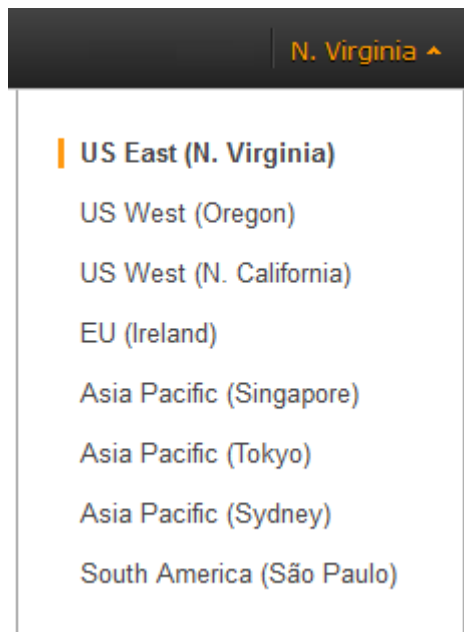 N. Virginia
US East (N. Virginia)
US West (Oregon)
US West (N. California)
EU (Ireland)
Asia Pacific (Singapore)
Asia Pacific (Tokyo)
Asia Pacific (Sydney)
South America (São Paulo)